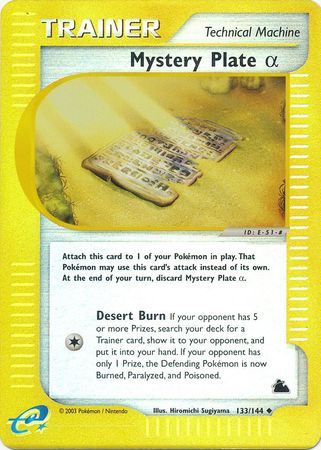 TRAINER
Technical Machine
Mystery Plate α
ID: E-51-#
Attach this card to 1 of your Pokémon in play. That
Pokémon may use this card's attack instead of its own.
At the end of your turn, discard Mystery Plate α.
Desert Burn If your opponent has 5
or more Prizes, search your deck for a
Trainer card, show it to your opponent, and
put it into your hand. If your opponent has
only 1 Prize, the Defending Pokémon is now
Burned, Paralyzed, and Poisoned.
e
© 2003 Pokémon / Nintendo Illus. Hiromichi Sugiyama 133/144 ◆